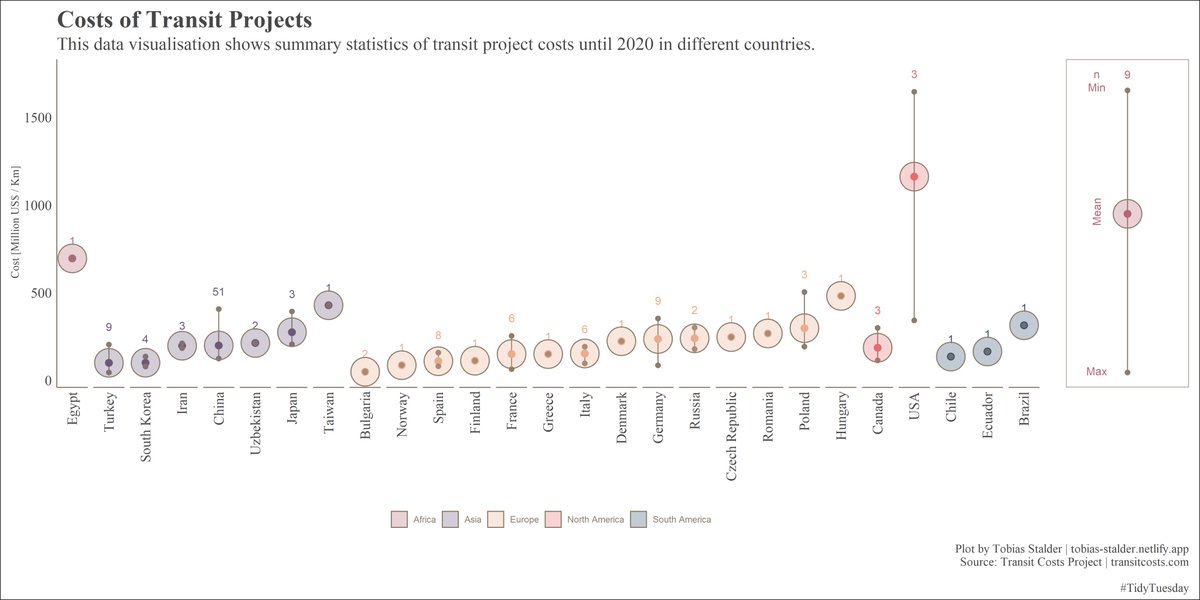 Costs of Transit Projects
This data visualisation shows summary statistics of transit project costs until 2020 in different countries.
Cost [Million US$ / Km]
1500
1000
500
0
1
9
4
3
51
2
3
1
2
1
8
1
6
1
6
1
9
2
1
1
3
1
3
3
1
1
1
Egypt
Turkey
South Korea
Iran
China
Uzbekistan
Japan
Taiwan
Bulgaria
Norway
Spain
Finland
France
Greece
Italy
Denmark
Germany
Russia
Czech Republic
Romania
Poland
Hungary
Canada
USA
Chile
Ecuador
Brazil
n 9
Min
Mean
Max
Africa Asia Europe North America South America
Plot by Tobias Stalder | tobias-stalder.netlify.app
Source: Transit Costs Project | transitcosts.com
#TidyTuesday